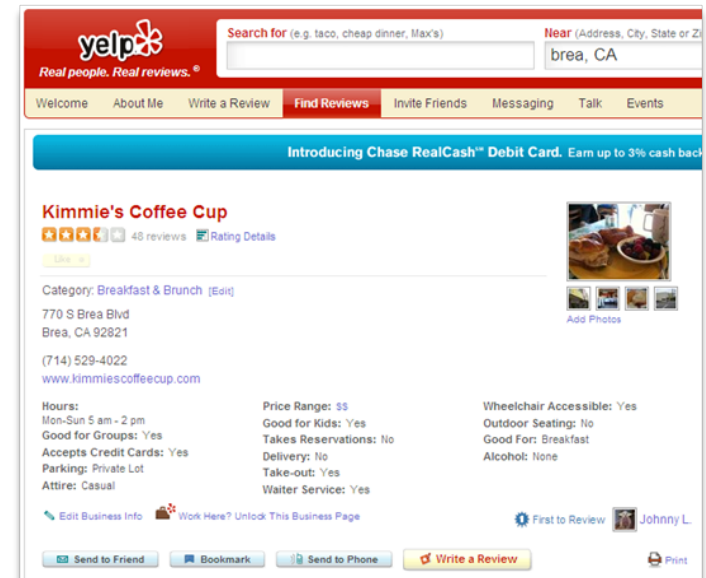 yelp
Search for (e.g. taco, cheap dinner, Max's)
Near (Address, City, State or Zi
brea, CA
Real people. Real reviews. ®
Welcome About Me Write a Review Find Reviews Invite Friends Messaging Talk Events
Introducing Chase RealCash℠ Debit Card. Earn up to 3% cash back
Kimmie's Coffee Cup
48 reviews Rating Details
Like
Category: Breakfast & Brunch [Edit]
770 S Brea Blvd
Brea, CA 92821
Add Photos
(714) 529-4022
www.kimmiescoffeecup.com
Hours:
Mon-Sun 5 am - 2 pm
Good for Groups: Yes
Accepts Credit Cards: Yes
Parking: Private Lot
Attire: Casual
Price Range: $$
Good for Kids: Yes
Takes Reservations: No
Delivery: No
Take-out: Yes
Waiter Service: Yes
Wheelchair Accessible: Yes
Outdoor Seating: No
Good For: Breakfast
Alcohol: None
Edit Business Info Work Here? Unlock This Business Page
1 First to Review Johnny L.
Send to Friend Bookmark Send to Phone Write a Review Print